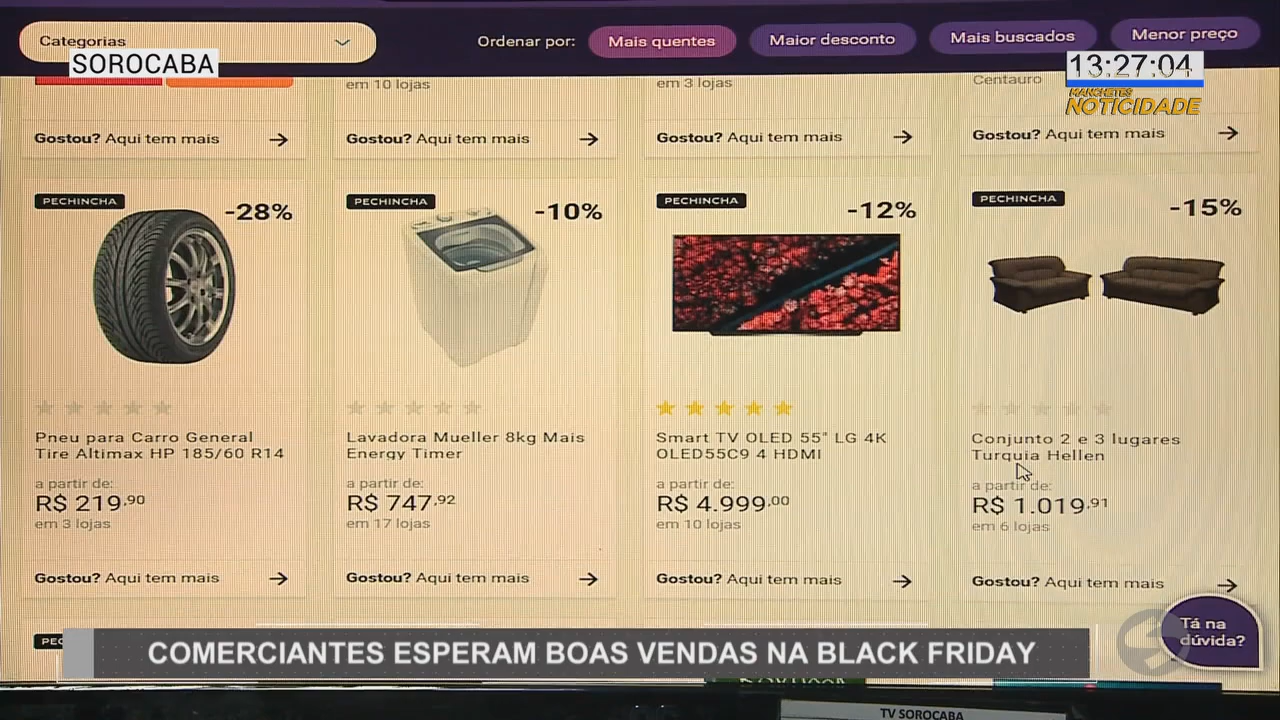 Categorias
SOROCABA
Ordenar por:
Mais quentes
Maior desconto
Mais buscados
Menor preço
13:27:04
MANCHETES
NOTICIDADE
em 10 lojas
em 3 lojas
Centauro
Gostou? Aqui tem mais
Gostou? Aqui tem mais
Gostou? Aqui tem mais
Gostou? Aqui tem mais
PECHINCHA
-28%
PECHINCHA
-10%
PECHINCHA
-12%
PECHINCHA
-15%
Pneu para Carro General
Tire Altimax HP 185/60 R14
a partir de:
R$ 219,90
em 3 lojas
Lavadora Mueller 8kg Mais
Energy Timer
a partir de:
R$ 747,92
em 17 lojas
Smart TV OLED 55" LG 4K
OLED55C9 4 HDMI
a partir de:
R$ 4.999,00
em 10 lojas
Conjunto 2 e 3 lugares
Turquia Hellen
a partir de:
R$ 1.019,91
em 6 lojas
Gostou? Aqui tem mais
Gostou? Aqui tem mais
Gostou? Aqui tem mais
Gostou? Aqui tem mais
Tá na
dúvida?
COMERCIANTES ESPERAM BOAS VENDAS NA BLACK FRIDAY
TV SOROCABA